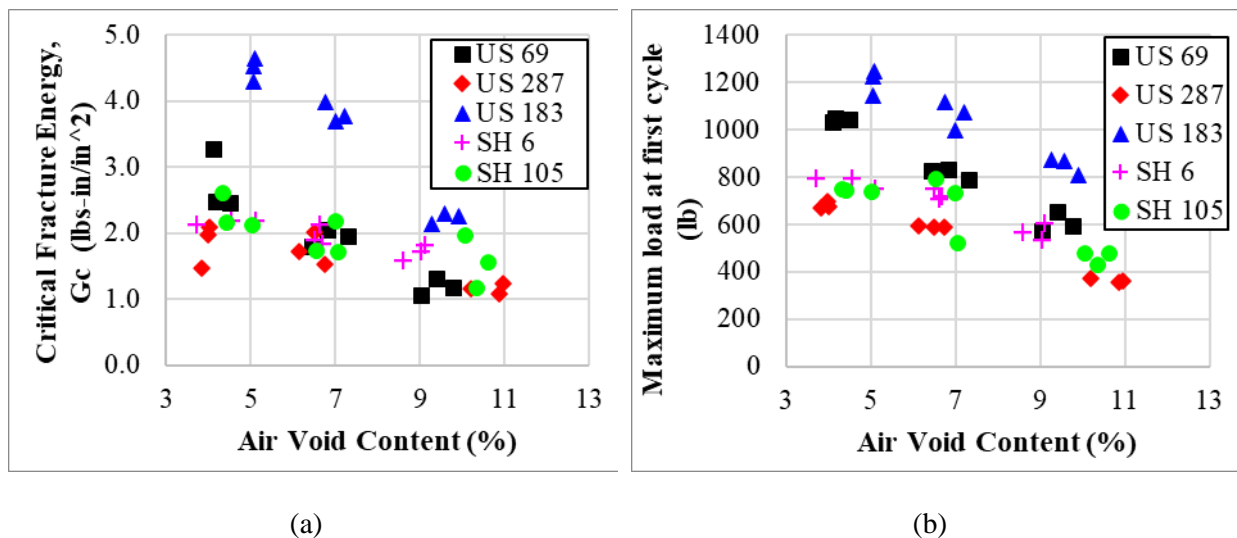 Critical Fracture Energy,
Gc (lbs-in/in^2)
5.0
4.0
3.0
2.0
1.0
0.0
US 69
US 287
US 183
SH 6
SH 105
3 5 7 9 11 13
Air Void Content (%)
(a)
Maximum load at first cycle
(lb)
1400
1200
1000
800
600
400
200
0
US 69
US 287
US 183
SH 6
SH 105
3 5 7 9 11 13
Air Void Content (%)
(b)